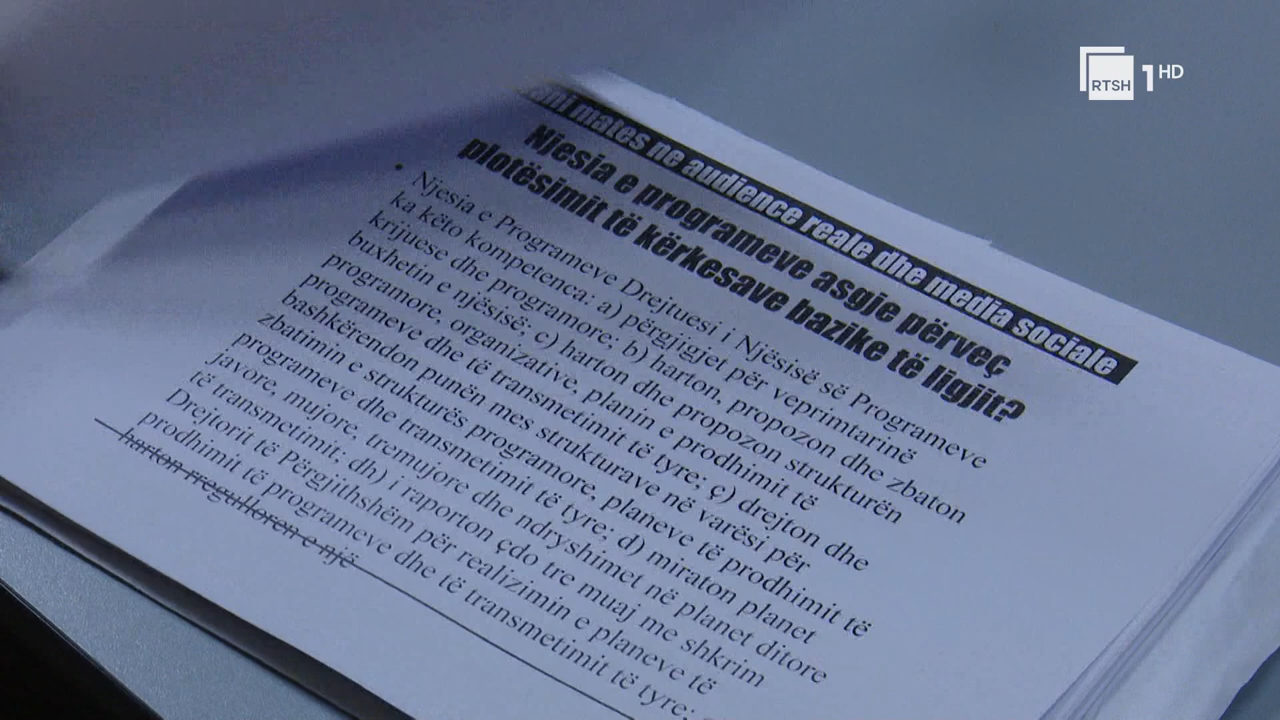 mates ne audience reale dhe media sociale
Njesia e programeve asgje përveç
plotësimit të kërkesave bazike të ligjit?
• Njesia e Programeve Drejtuesi i Njësisë së Programeve
ka këto kompetenca: a) përgjigjet për veprimtarinë
krijuese dhe programore; b) harton, propozon dhe zbaton
buxhetin e njësisë; c) harton dhe propozon strukturën
programore, organizative, planin e prodhimit të
programeve dhe të transmetimit të tyre; ç) drejton dhe
bashkërendon punën mes strukturave në varësi për
zbatimin e strukturës programore, planeve të prodhimit të
programeve dhe transmetimit të tyre; d) miraton planet
javore, mujore, tremujore dhe ndryshimet në planet ditore
të transmetimit; dh) i raporton çdo tre muaj me shkrim
Drejtorit të Përgjithshëm për realizimin e planeve të
prodhimit të programeve dhe të transmetimit të tyre;
harton rregulloren e një
RTSH 1 HD